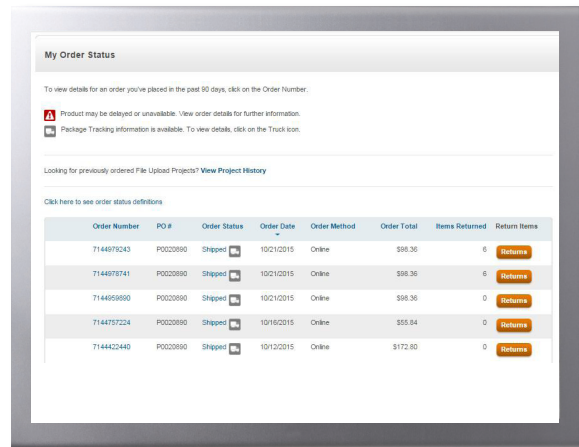 My Order Status
To view details for an order you've placed in the past 90 days, click on the Order Number.
Product may be delayed or unavailable. View order details for further information.
Package Tracking information is available. To view details, click on the Truck icon.
Looking for previously ordered File Upload Projects? View Project History
Click here to see order status definitions
Order Number PO # Order Status Order Date Order Method Order Total Items Returned Return Items
7144979243 P0020890 Shipped 10/21/2015 Online $98.36 6 Returns
7144978741 P0020890 Shipped 10/21/2015 Online $98.36 6 Returns
7144959890 P0020890 Shipped 10/21/2015 Online $98.36 0 Returns
7144757224 P0020890 Shipped 10/16/2015 Online $55.84 0 Returns
7144422440 P0020890 Shipped 10/12/2015 Online $172.80 0 Returns